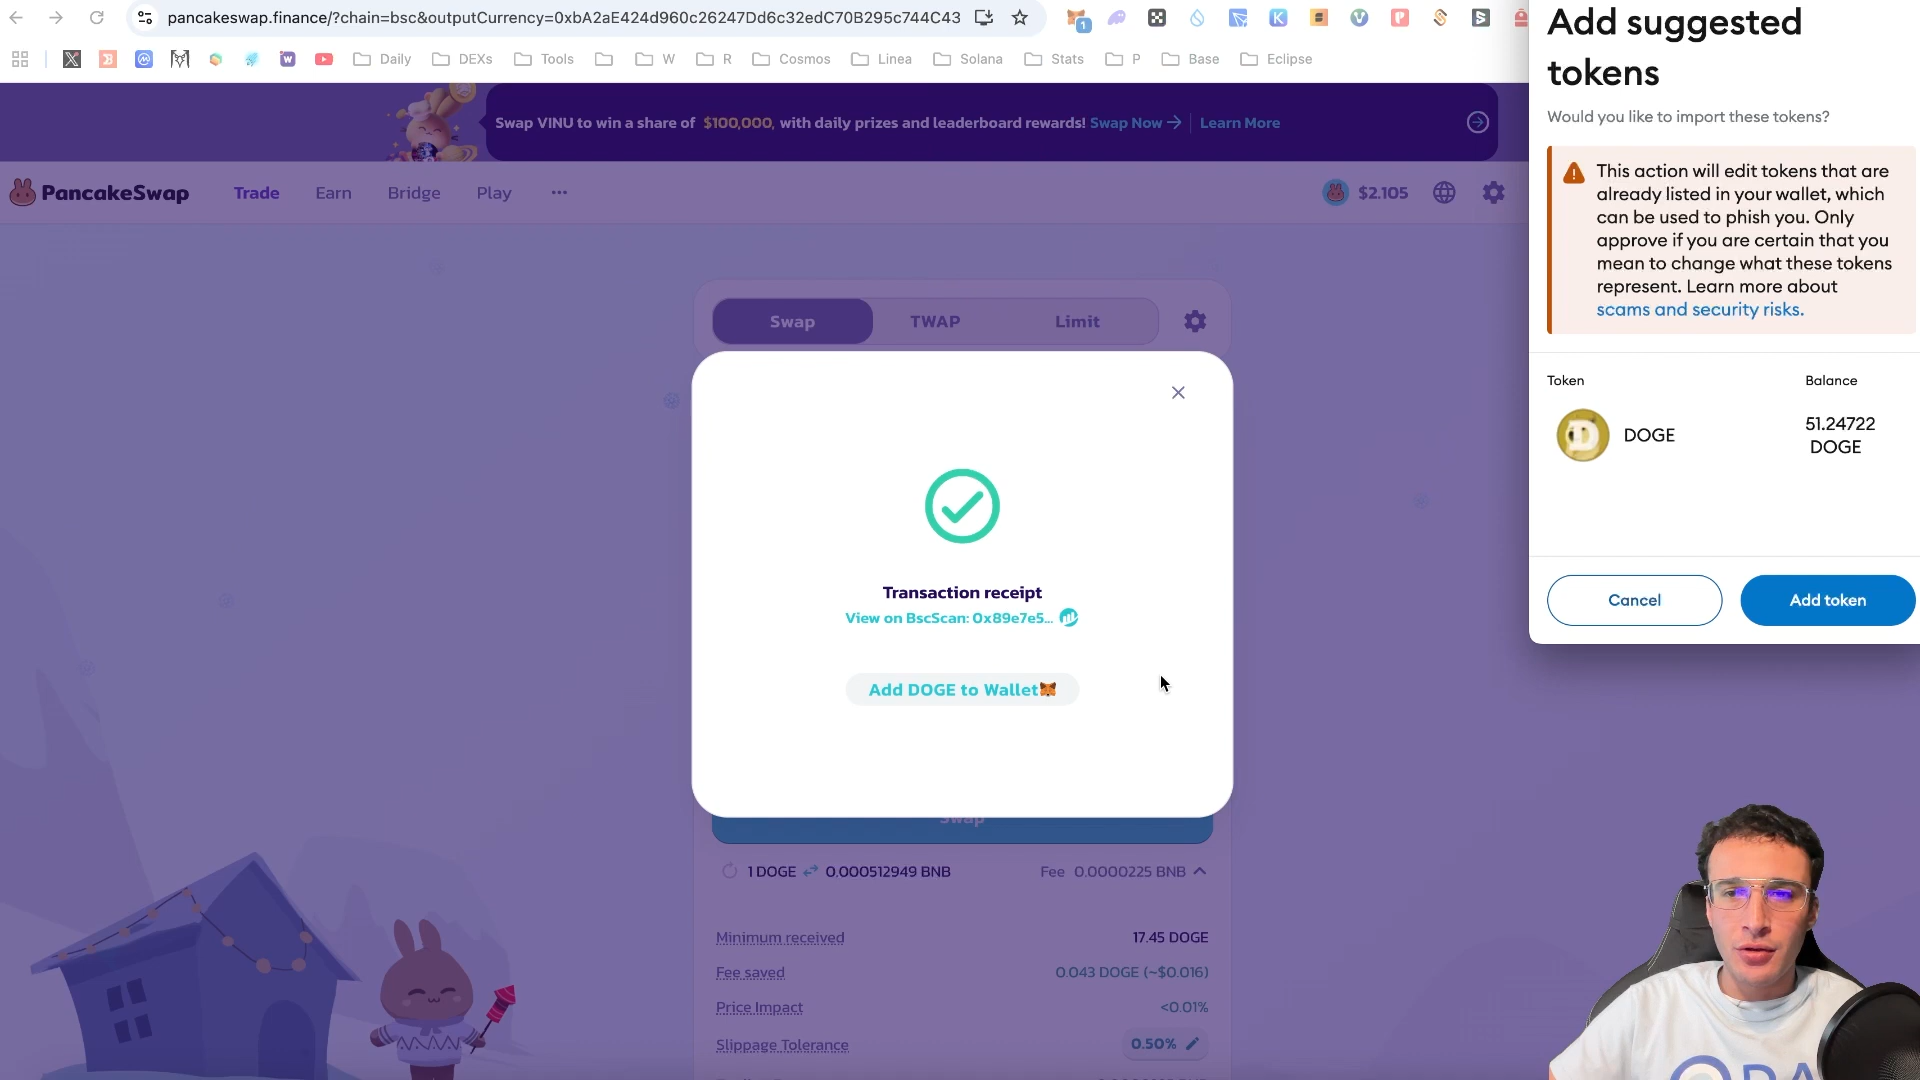 pancakeswap.finance/?chain=bsc&outputCurrency=0xbA2aE424d960c26247Dd6c32edC70B295c744C43
1
Daily
DEXs
Tools
W
R
Cosmos
Linea
Solana
Stats
P
Base
Eclipse
Swap VINU to win a share of $100,000, with daily prizes and leaderboard rewards! Swap Now → | Learn More
PancakeSwap
Trade
Earn
Bridge
Play
$2.105
Swap
TWAP
Limit
Transaction receipt
View on BscScan: 0x89e7e5...
Add DOGE to Wallet
Swap
1 DOGE ⇄ 0.000512949 BNB
Fee 0.0000225 BNB
Minimum received
17.45 DOGE
Fee saved
0.043 DOGE (~$0.016)
Price Impact
<0.01%
Slippage Tolerance
0.50%
Add suggested
tokens
Would you like to import these tokens?
This action will edit tokens that are
already listed in your wallet, which
can be used to phish you. Only
approve if you are certain that you
mean to change what these tokens
represent. Learn more about
scams and security risks.
Token
Balance
DOGE
51.24722
DOGE
Cancel
Add token